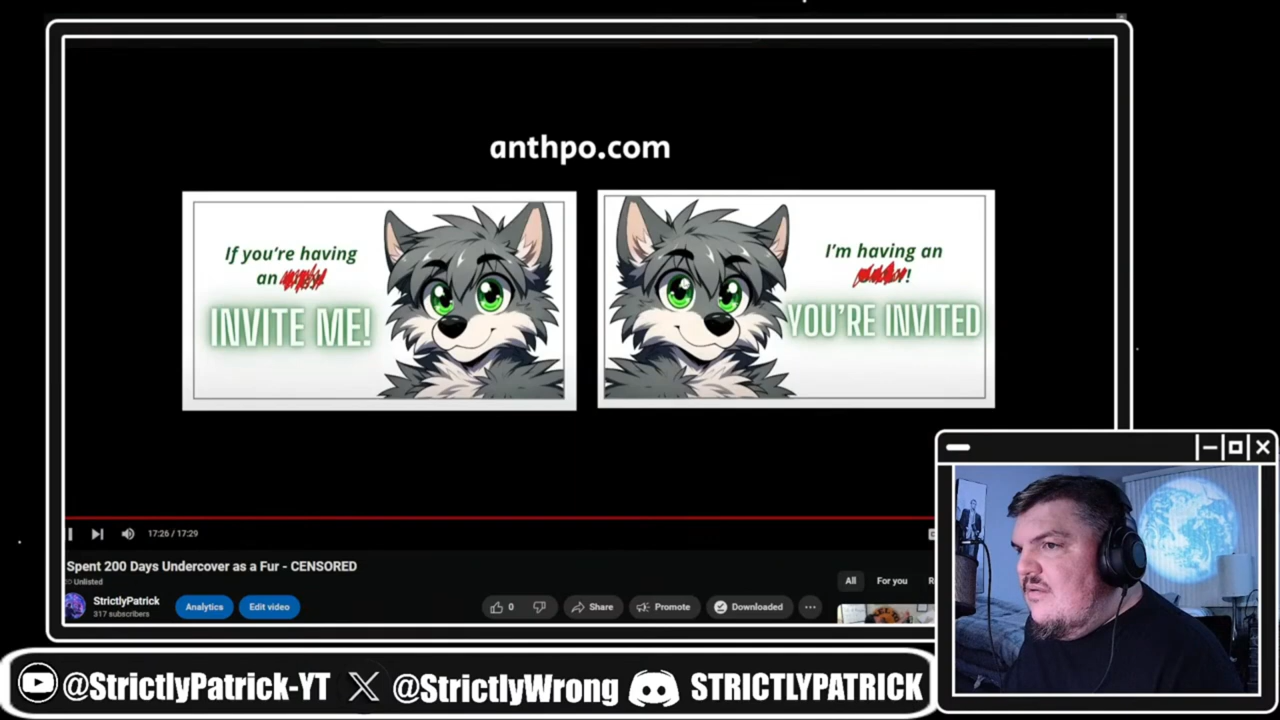 anthpo.com
If you're having
an
INVITE ME!
I'm having an
!
YOU'RE INVITED
17:26 / 17:29
Spent 200 Days Undercover as a Fur - CENSORED
Unlisted
StrictlyPatrick
317 subscribers
Analytics
Edit video
0
Share
Promote
Downloaded
All
For you
@StrictlyPatrick-YT
@StrictlyWrong
STRICTLYPATRICK